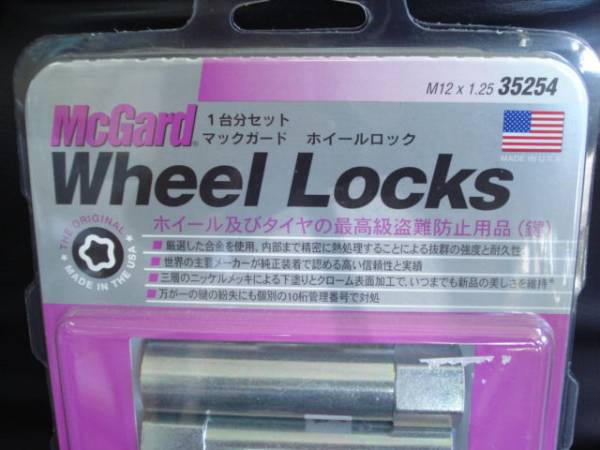 M12 x 1.25 35254
McGard
1台分セット
マックガード ホイールロック
MADE IN U.S.A.
Wheel Locks
ホイール及びタイヤの最高級盗難防止用品(鍵)
THE ORIGINAL
MADE IN THE USA
■厳選した合金を使用。内部まで精密に熱処理することによる抜群の強度と耐久性
■世界の主要メーカーが純正装着で認める高い信頼性と実績
■三層のニッケルメッキによる下塗りとクローム表面加工で、いつまでも新品の美しさを維持*
■万が一の鍵の紛失にも個別の10桁管理番号で対処